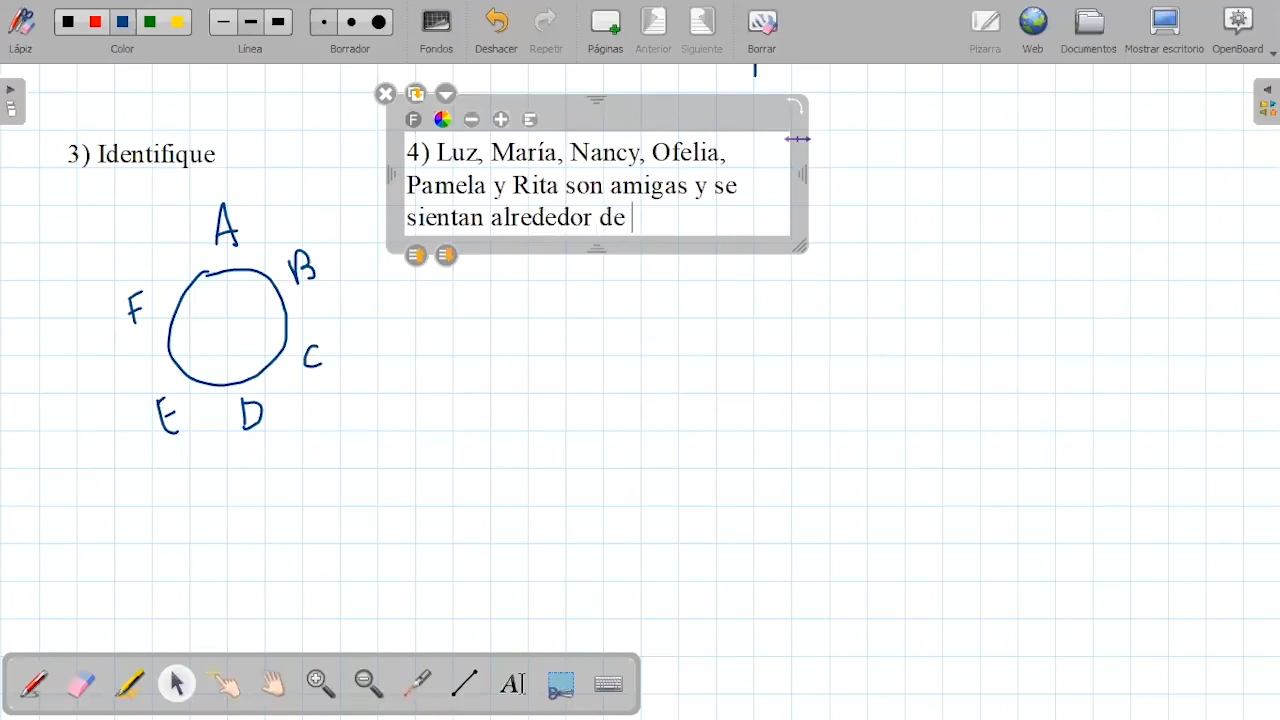 Lápiz
Color
Línea
Borrador
Fondos
Deshacer
Repetir
Páginas
Anterior
Siguiente
Borrar
Pizarra
Web
Documentos
Mostrar escritorio
OpenBoard
3) Identifique
A
B
C
D
E
F
F
4) Luz, María, Nancy, Ofelia,
Pamela y Rita son amigas y se
sientan alrededor de